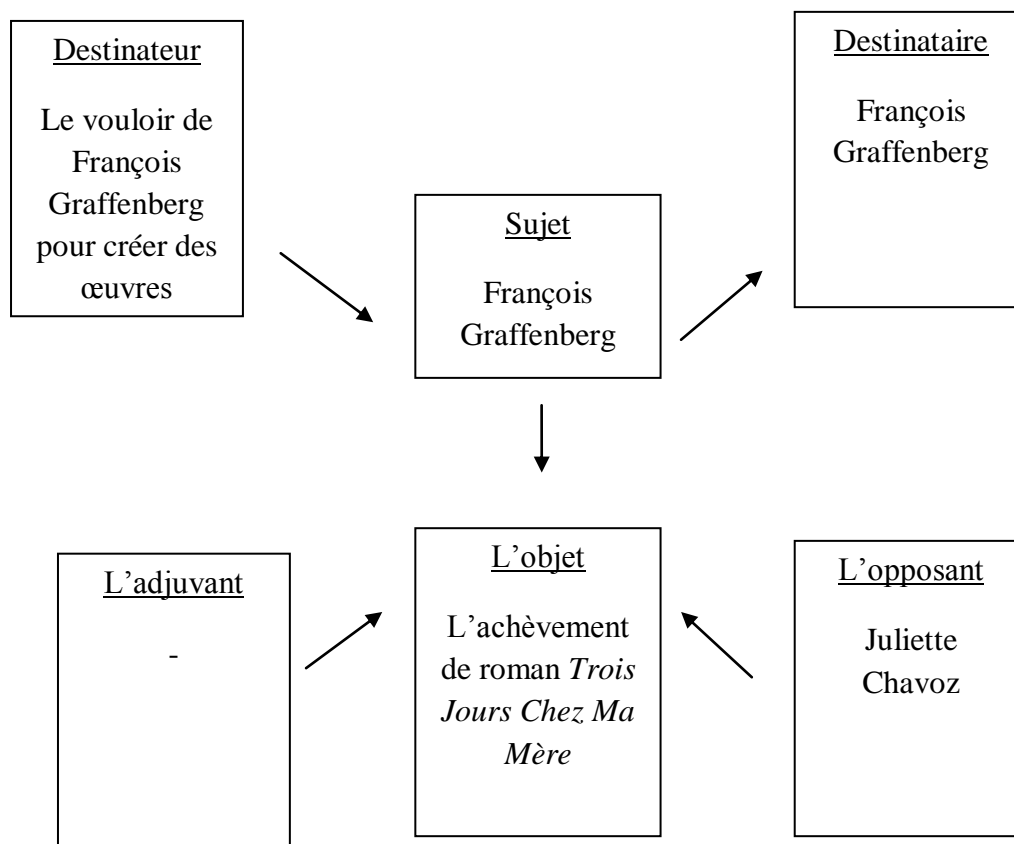 Destinateur
Le vouloir de
François
Graffenberg
pour créer des
œuvres
Destinataire
François
Graffenberg
Sujet
François
Graffenberg
L’adjuvant
-
L’objet
L’achèvement
de roman Trois
Jours Chez Ma
Mère
L’opposant
Juliette
Chavoz